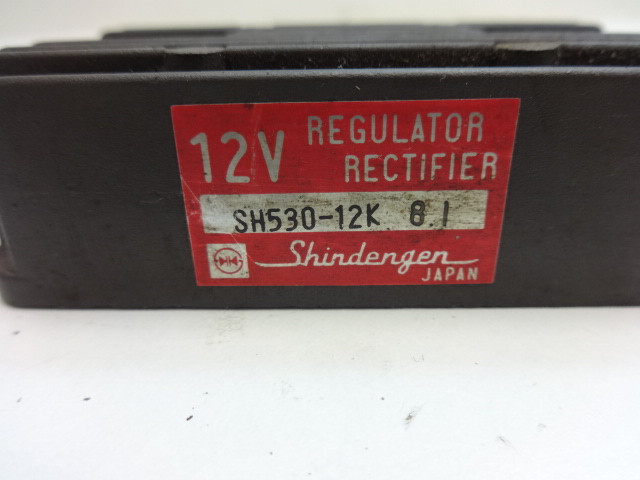 12V REGULATOR
RECTIFIER
SH530-12K 8 1
Shindengen
JAPAN